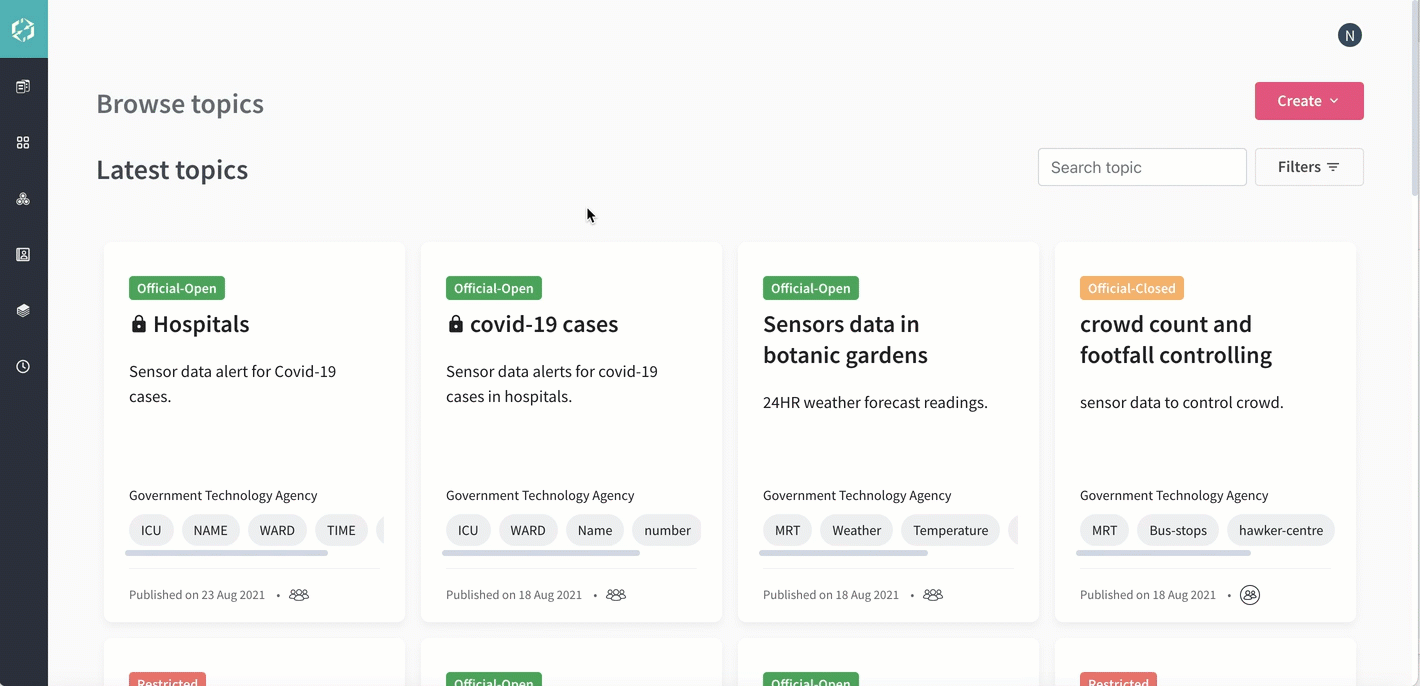 N
Browse topics
Create
Latest topics
Search topic
Filters
Official-Open
Hospitals
Sensor data alert for Covid-19
cases.
Government Technology Agency
ICU NAME WARD TIME
Published on 23 Aug 2021 •
Official-Open
covid-19 cases
Sensor data alerts for covid-19
cases in hospitals.
Government Technology Agency
ICU WARD Name number
Published on 18 Aug 2021 •
Official-Open
Sensors data in
botanic gardens
24HR weather forecast readings.
Government Technology Agency
MRT Weather Temperature
Published on 18 Aug 2021 •
Official-Closed
crowd count and
footfall controlling
sensor data to control crowd.
Government Technology Agency
MRT Bus-stops hawker-centre
Published on 18 Aug 2021 •
Restricted
Official-Open
Official-Open
Restricted